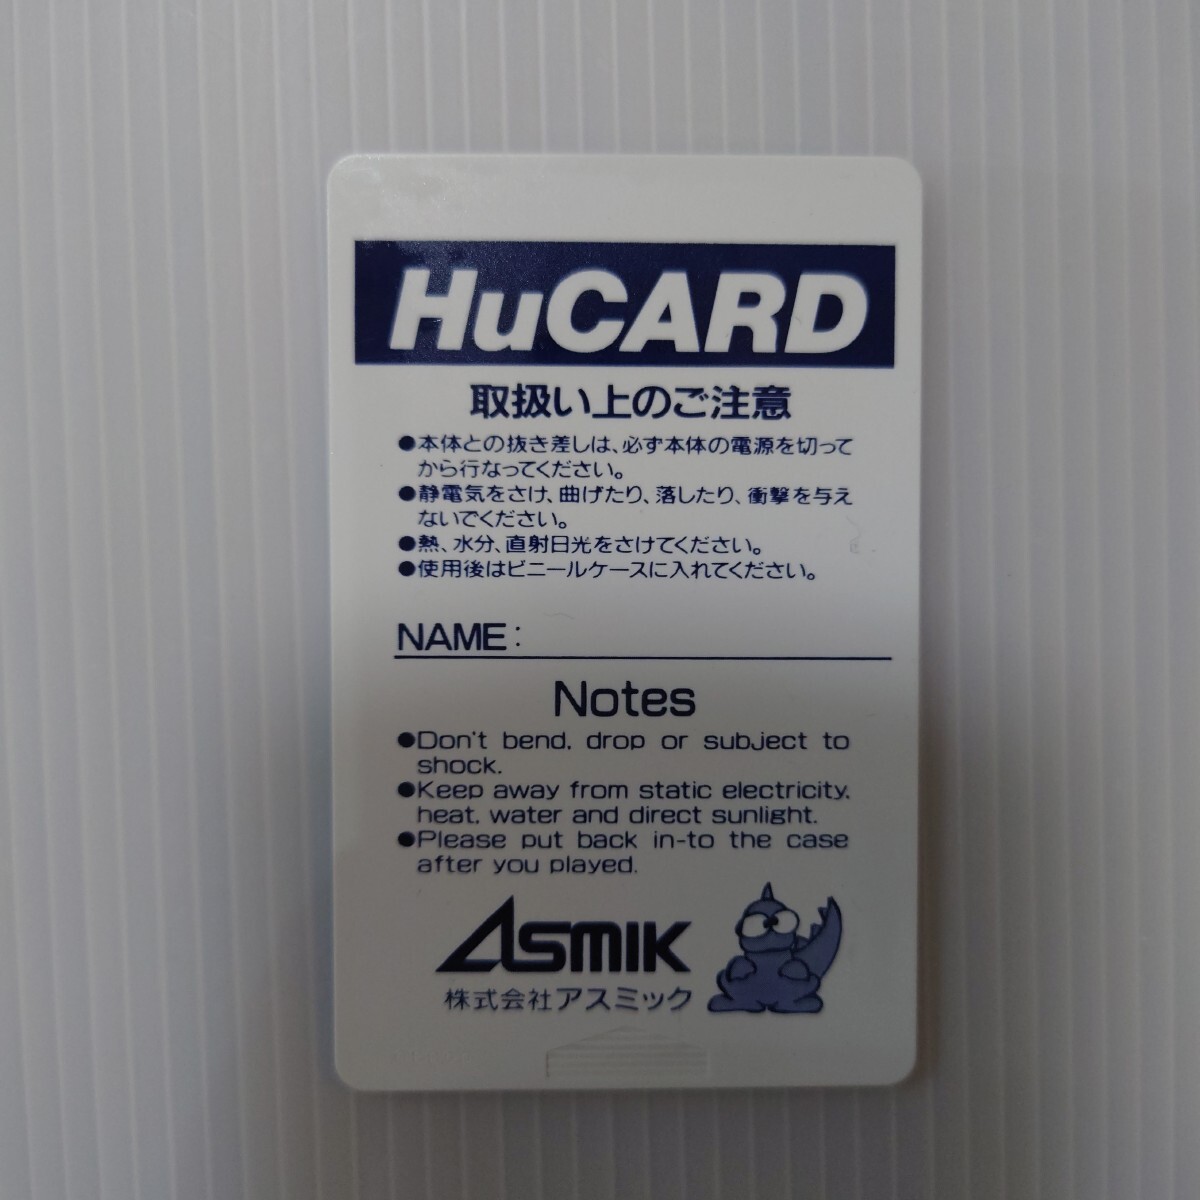 HuCARD
取扱い上のご注意
●本体との抜き差しは、必ず本体の電源を切って
から行なってください。
●静電気をさけ、曲げたり、落したり、衝撃を与え
ないでください。
●熱、水分、直射日光をさけてください。
●使用後はビニールケースに入れてください。
NAME:
Notes
●Don't bend, drop or subject to
shock.
●Keep away from static electricity,
heat, water and direct sunlight.
●Please put back in-to the case
after you played.
ASMIK
株式会社アスミック